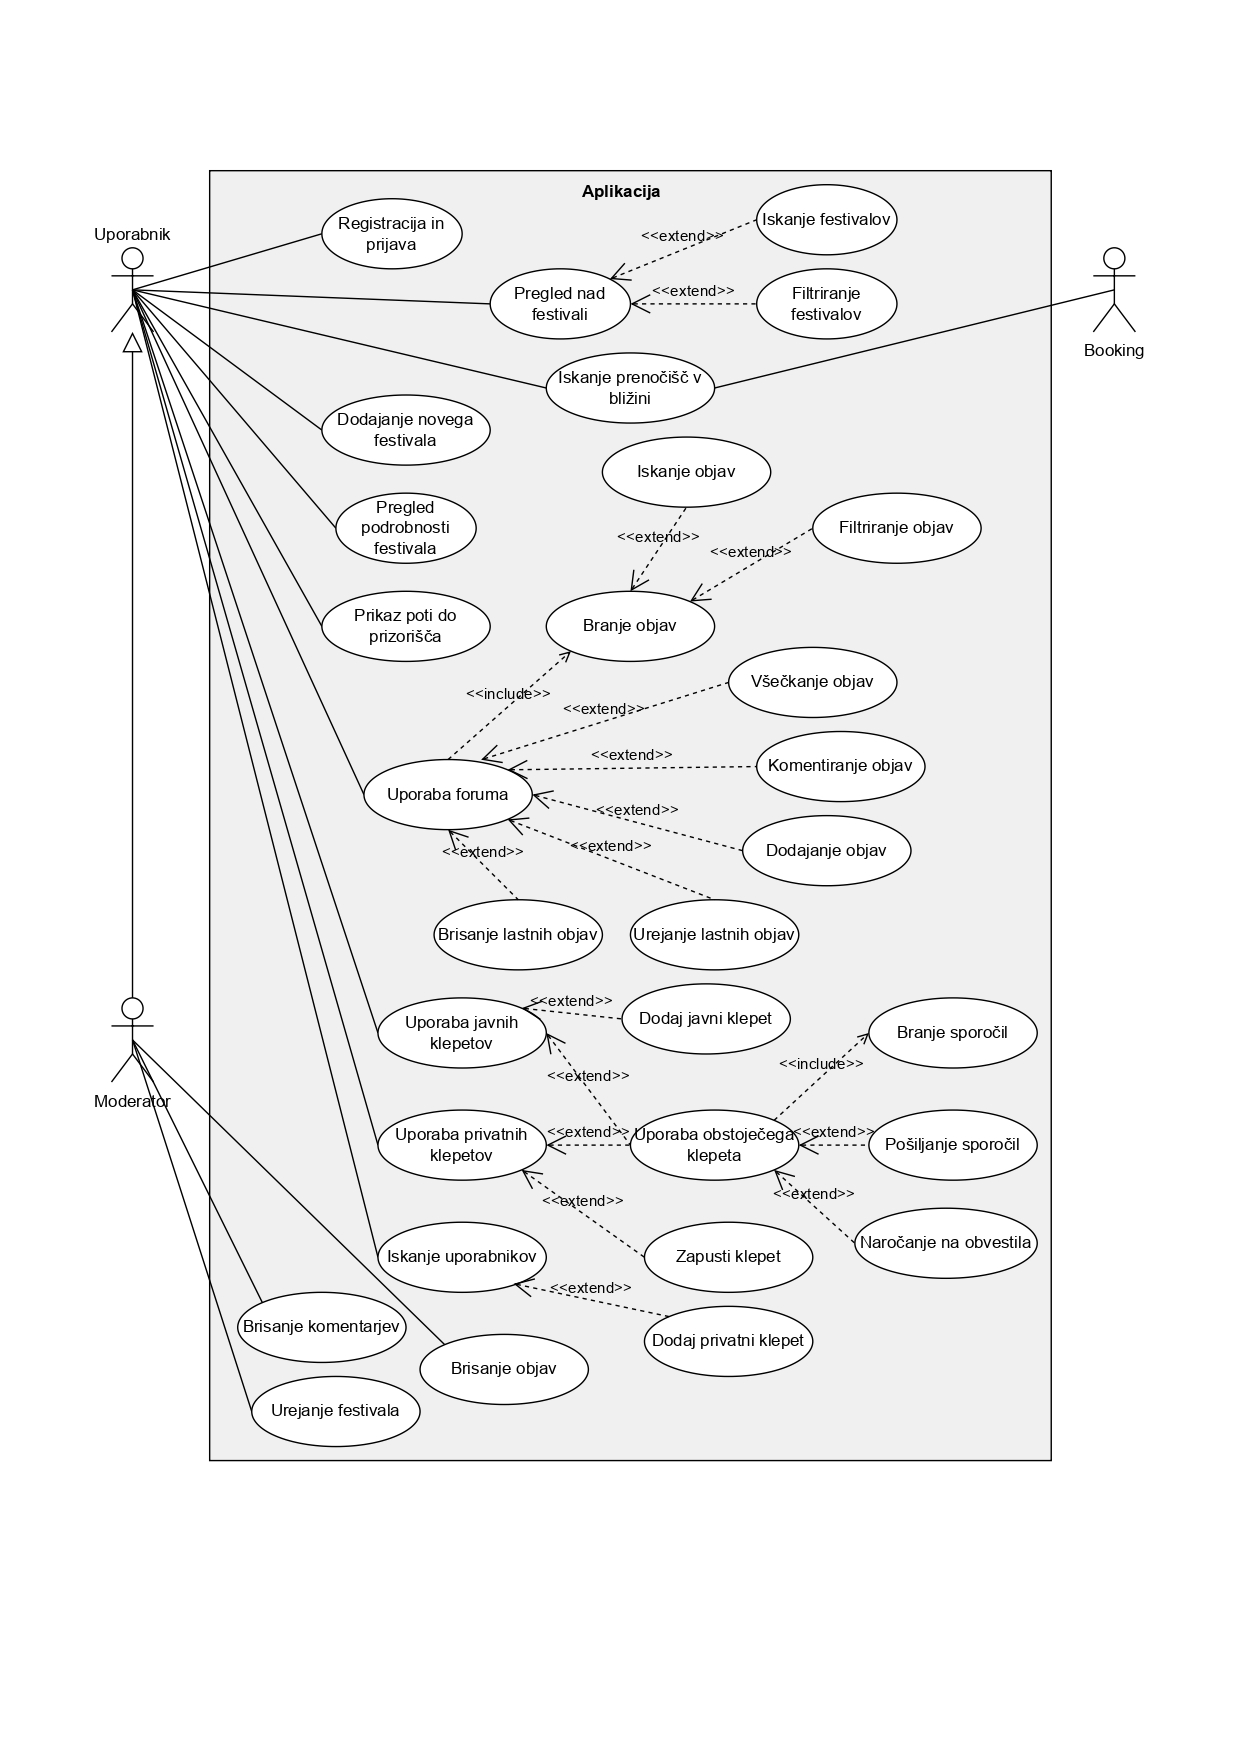 Aplikacija
Uporabnik
Registracija in
prijava
Iskanje festivalov
<<extend>>
Pregled nad
festivali
<<extend>>
Filtriranje
festivalov
Booking
Iskanje prenočišč v
bližini
Dodajanje novega
festivala
Iskanje objav
Pregled
podrobnosti
festivala
<<extend>>
<<extend>>
Filtriranje objav
Prikaz poti do
prizorišča
Branje objav
<<include>>
<<extend>>
Všečkanje objav
<<extend>>
Komentiranje objav
Uporaba foruma
<<extend>>
Dodajanje objav
<<extend>>
<<extend>>
Brisanje lastnih objav
Urejanje lastnih objav
Moderator
Uporaba javnih
klepetov
<<extend>>
Dodaj javni klepet
Branje sporočil
<<extend>>
<<include>>
Uporaba privatnih
klepetov
<<extend>>
Uporaba obstoječega
klepeta
<<extend>>
Pošiljanje sporočil
<<extend>>
<<extend>>
Iskanje uporabnikov
Zapusti klepet
Naročanje na obvestila
<<extend>>
Dodaj privatni klepet
Brisanje komentarjev
Brisanje objav
Urejanje festivala